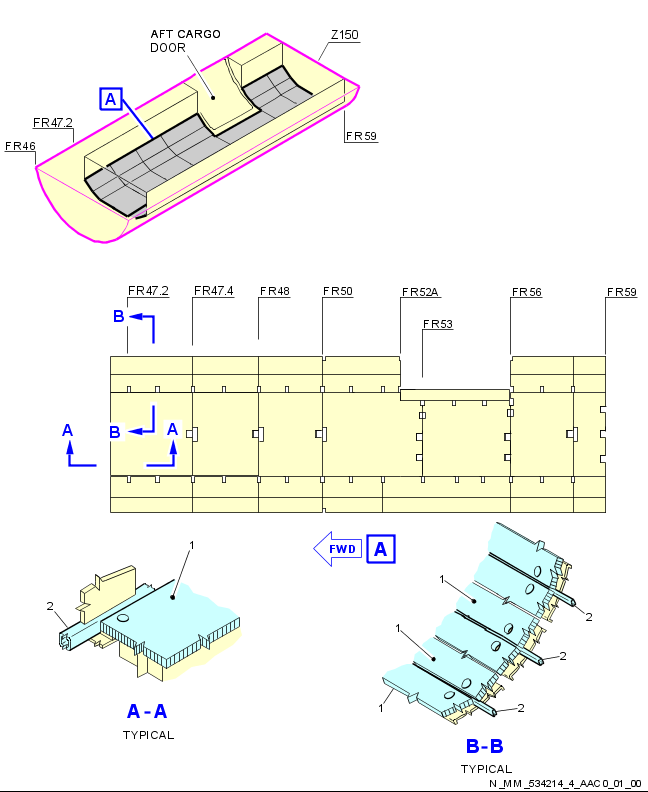 AFT CARGO
DOOR
Z150
A
FR47.2
FR46
FR59
FR47.2
FR47.4
FR48
FR50
FR52A
FR56
FR59
FR53
B
A
B
A
FWD
A
1
2
1
1
1
2
2
2
A-A
TYPICAL
B-B
TYPICAL
N_MM_534214_4_AAC0_01_00